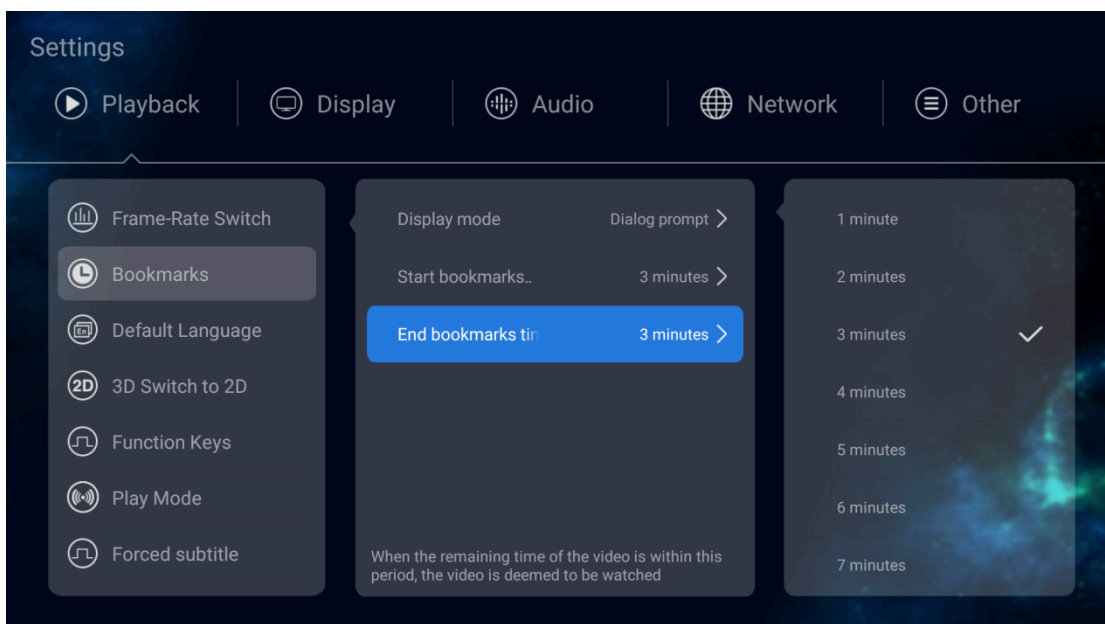 Settings
Playback
Display
Audio
Network
Other
Frame-Rate Switch
Bookmarks
Default Language
3D Switch to 2D
Function Keys
Play Mode
Forced subtitle
Display mode Dialog prompt
Start bookmarks.. 3 minutes
End bookmarks tin 3 minutes
When the remaining time of the video is within this
period, the video is deemed to be watched
1 minute
2 minutes
3 minutes
4 minutes
5 minutes
6 minutes
7 minutes